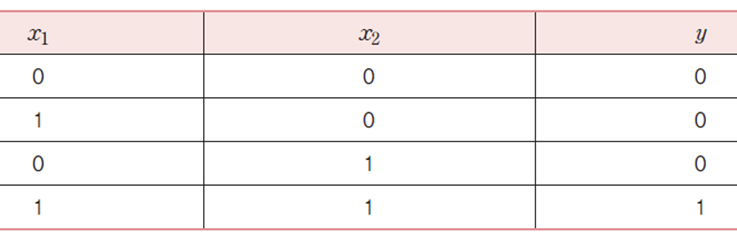 x₁ x₂ y
0 0 0
1 0 0
0 1 0
1 1 1